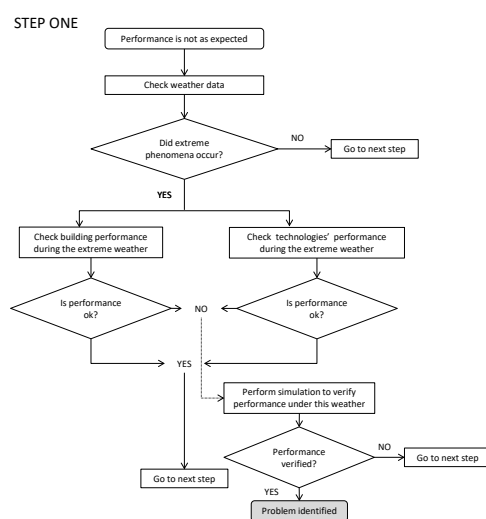 STEP ONE
Performance is not as expected
Check weather data
Did extreme
phenomena occur?
NO
Go to next step
YES
Check building performance
during the extreme weather
Check technologies' performance
during the extreme weather
Is performance
ok?
NO
Is performance
ok?
YES
Perform simulation to verify
performance under this weather
Performance
verified?
NO
Go to next step
Go to next step
YES
Problem identified